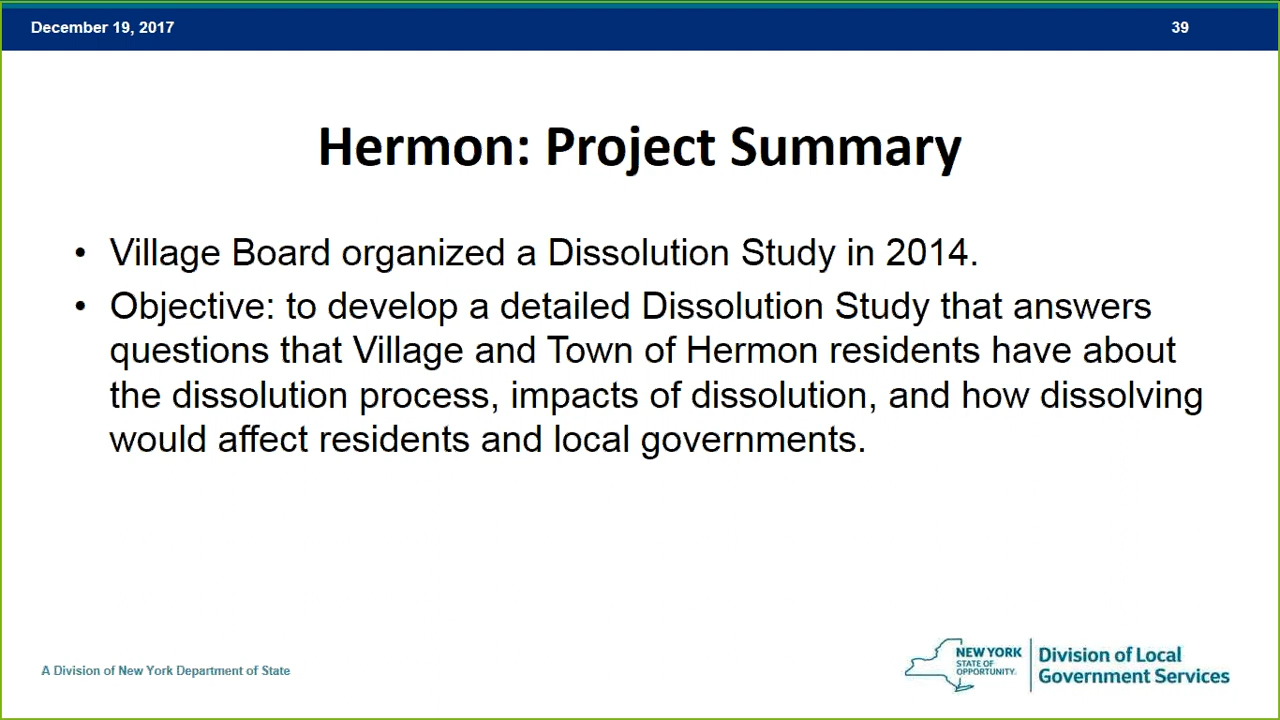 December 19, 2017
39
Hermon: Project Summary
• Village Board organized a Dissolution Study in 2014.
• Objective: to develop a detailed Dissolution Study that answers
questions that Village and Town of Hermon residents have about
the dissolution process, impacts of dissolution, and how dissolving
would affect residents and local governments.
A Division of New York Department of State
NEW YORK
STATE OF
OPPORTUNITY.
Division of Local
Government Services